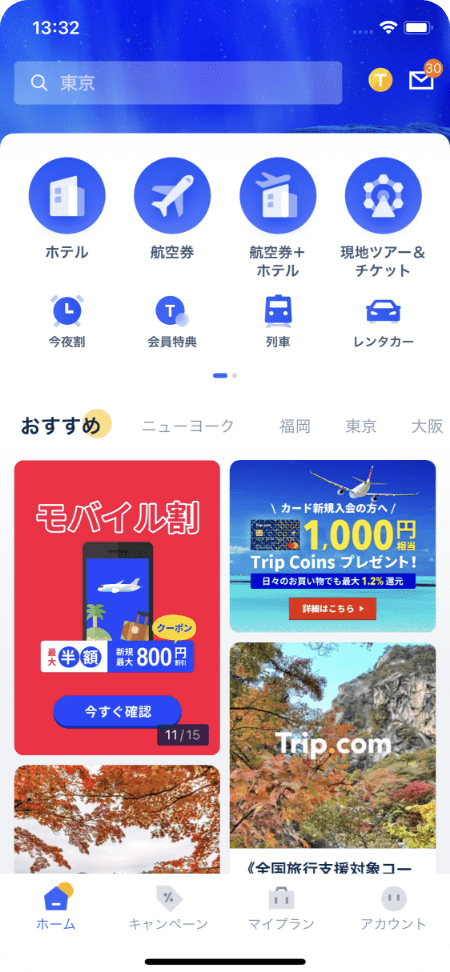 13:32
東京
T
30
ホテル
航空券
航空券＋
ホテル
現地ツアー＆
チケット
T
今夜割
会員特典
列車
レンタカー
おすすめ ニューヨーク 福岡 東京 大阪
モバイル割
クーポン
最大
半額
新規
最大
800円
割引
今すぐ確認
11/15
\ カード新規入会の方へ /
1,000円
相当
Trip Coins プレゼント！
日々のお買い物でも最大 1.2% 還元
詳細はこちら ▶
Trip.com
《全国旅行支援対象コー
ホーム
キャンペーン
マイプラン
アカウント